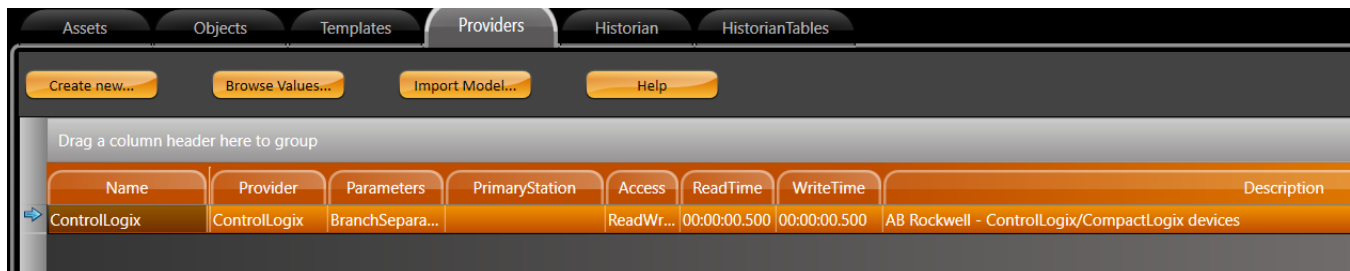 Assets Objects Templates Providers Historian HistorianTables
Create new... Browse Values... Import Model... Help
Drag a column header here to group
Name Provider Parameters PrimaryStation Access ReadTime WriteTime Description
ControlLogix ControlLogix BranchSepara... ReadWr... 00:00:00.500 00:00:00.500 AB Rockwell - ControlLogix/CompactLogix devices